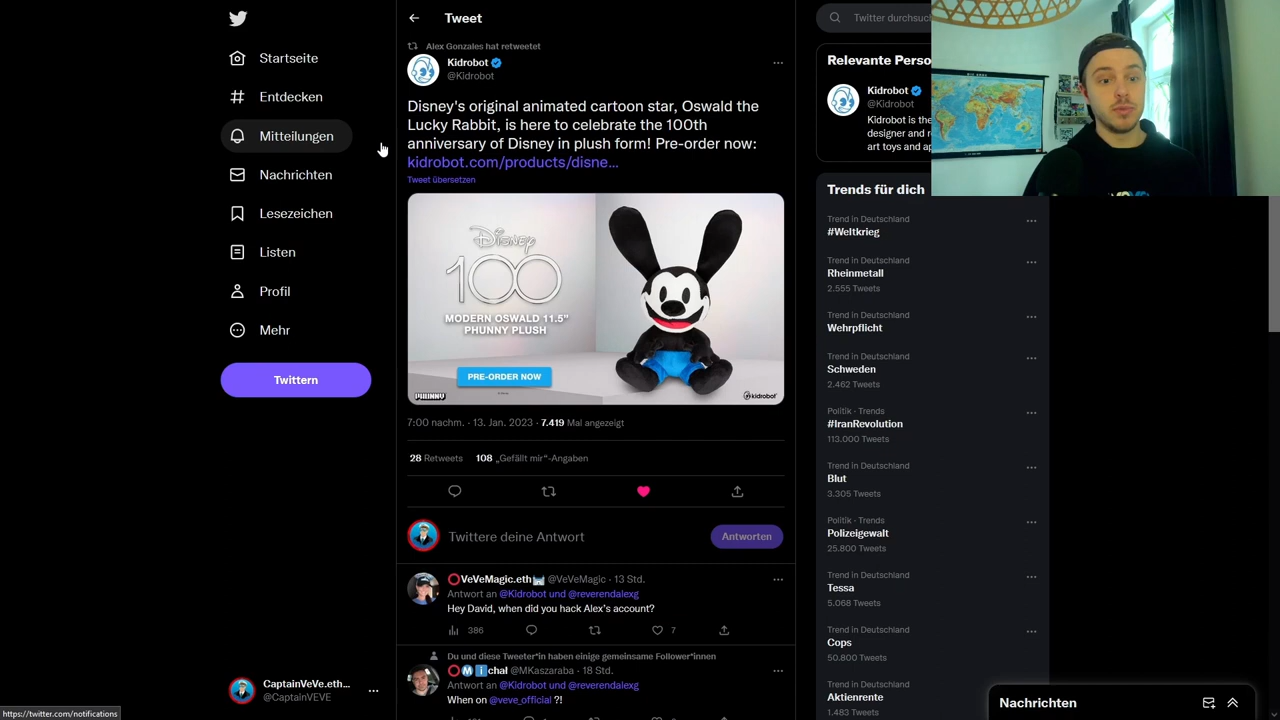 Startseite
Entdecken
Mitteilungen
Nachrichten
Lesezeichen
Listen
Profil
Mehr
Twittern
CaptainVeVe.eth...
@CaptainVEVE
https://twitter.com/notifications
Tweet
Alex Gonzales hat retweetet
Kidrobot
@Kidrobot
Disney's original animated cartoon star, Oswald the
Lucky Rabbit, is here to celebrate the 100th
anniversary of Disney in plush form! Pre-order now:
kidrobot.com/products/disne...
Tweet übersetzen
Disney
100
MODERN OSWALD 11.5"
PHUNNY PLUSH
PRE-ORDER NOW
PHUNNY
kidrobot
7:00 nachm. · 13. Jan. 2023 · 7.419 Mal angezeigt
28 Retweets 108 „Gefällt mir“-Angaben
Twittere deine Antwort
Antworten
VeVeMagic.eth @VeVeMagic · 13 Std.
Antwort an @Kidrobot und @reverendalexg
Hey David, when did you hack Alex's account?
386
7
Du und diese Tweeter*in haben einige gemeinsame Follower*innen
Ⓜ️ℹ️chal @MKaszaraba · 18 Std.
Antwort an @Kidrobot und @reverendalexg
When on @veve_official ?!
Twitter durchsuc
Relevante Perso
Kidrobot
@Kidrobot
Kidrobot is the
designer and r
art toys and ap
Trends für dich
Trend in Deutschland
#Weltkrieg
Trend in Deutschland
Rheinmetall
2.555 Tweets
Trend in Deutschland
Wehrpflicht
Trend in Deutschland
Schweden
2.462 Tweets
Politik · Trends
#IranRevolution
113.000 Tweets
Trend in Deutschland
Blut
3.305 Tweets
Politik · Trends
Polizeigewalt
25.800 Tweets
Trend in Deutschland
Tessa
5.068 Tweets
Trend in Deutschland
Cops
50.800 Tweets
Trend in Deutschland
Aktienrente
1.483 Tweets
Nachrichten